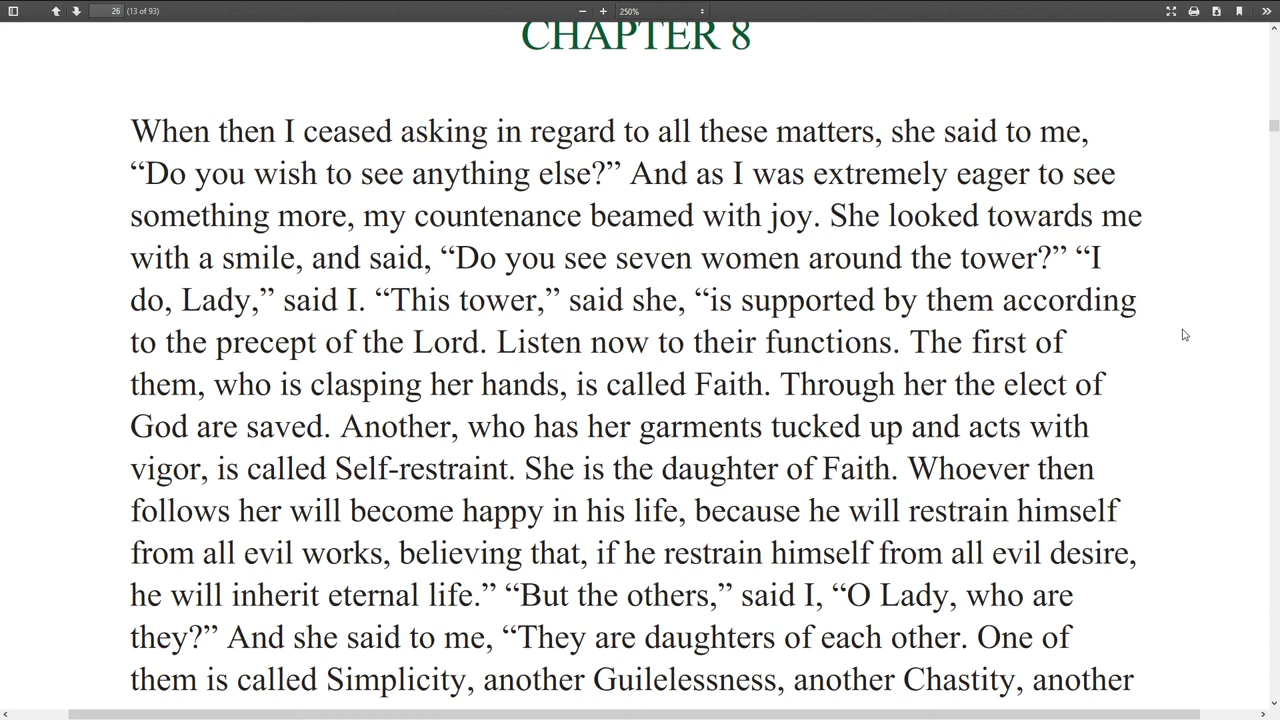 26 (13 of 93) 250%
CHAPTER 8
When then I ceased asking in regard to all these matters, she said to me,
“Do you wish to see anything else?” And as I was extremely eager to see
something more, my countenance beamed with joy. She looked towards me
with a smile, and said, “Do you see seven women around the tower?” “I
do, Lady,” said I. “This tower,” said she, “is supported by them according
to the precept of the Lord. Listen now to their functions. The first of
them, who is clasping her hands, is called Faith. Through her the elect of
God are saved. Another, who has her garments tucked up and acts with
vigor, is called Self-restraint. She is the daughter of Faith. Whoever then
follows her will become happy in his life, because he will restrain himself
from all evil works, believing that, if he restrain himself from all evil desire,
he will inherit eternal life.” “But the others,” said I, “O Lady, who are
they?” And she said to me, “They are daughters of each other. One of
them is called Simplicity, another Guilelessness, another Chastity, another